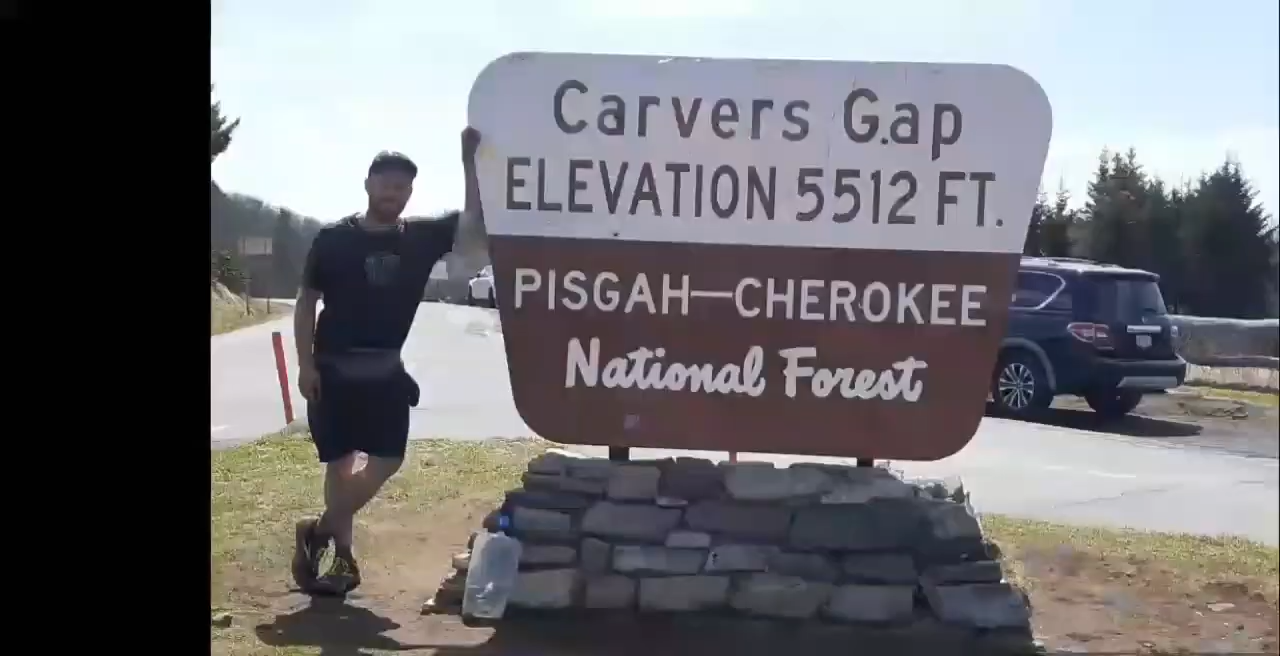 Carvers Gap
ELEVATION 5512 FT.
PISGAH—CHEROKEE
National Forest